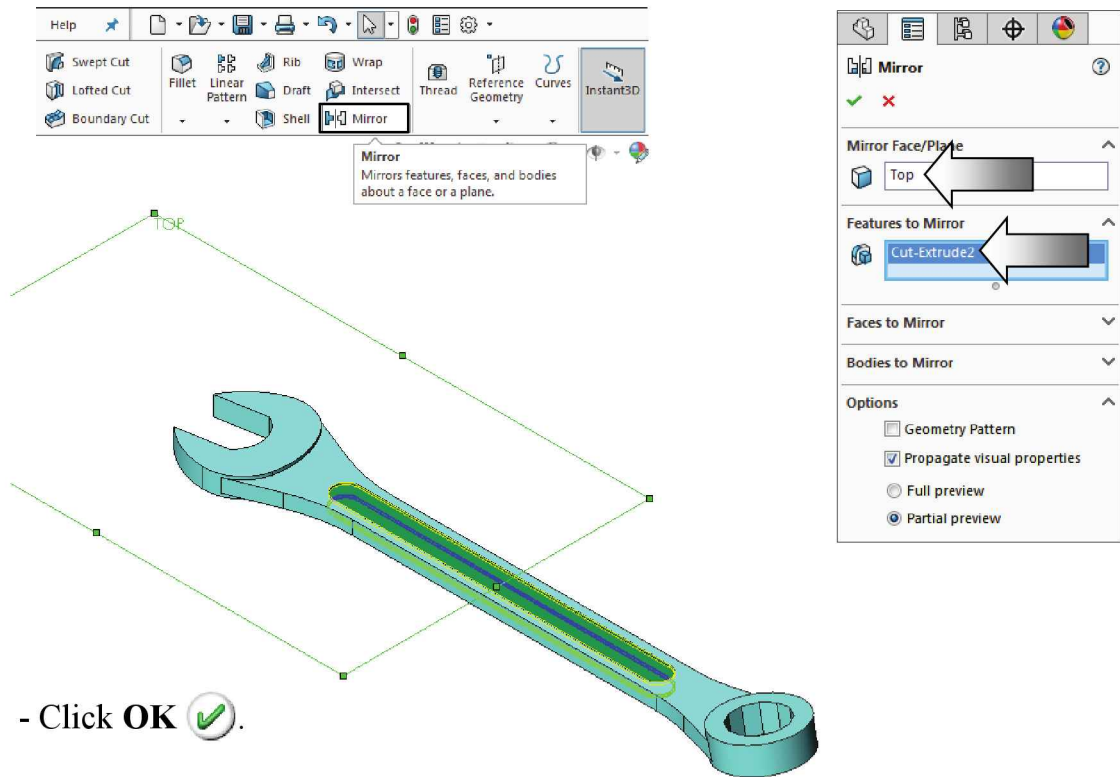 Help
Swept Cut
Lofted Cut
Boundary Cut
Fillet
Linear
Pattern
Rib
Draft
Shell
Wrap
Intersect
Mirror
Thread
Reference
Geometry
Curves
Instant3D
Mirror
Mirrors features, faces, and bodies
about a face or a plane.
TOP
- Click OK .
Mirror
Mirror Face/Plane
Top
Features to Mirror
Cut-Extrude2
Faces to Mirror
Bodies to Mirror
Options
Geometry Pattern
Propagate visual properties
Full preview
Partial preview